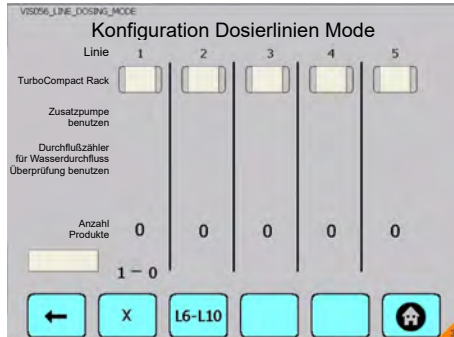 VIS056_LINE_DOSING_MODE
Konfiguration Dosierlinien Mode
Linie 1 2 3 4 5
TurboCompact Rack
Zusatzpumpe
benutzen
Durchflußzähler
für Wasserdurchfluss
Überprüfung benutzen
Anzahl
Produkte 0 0 0 0 0
1 - 0
X L6-L10